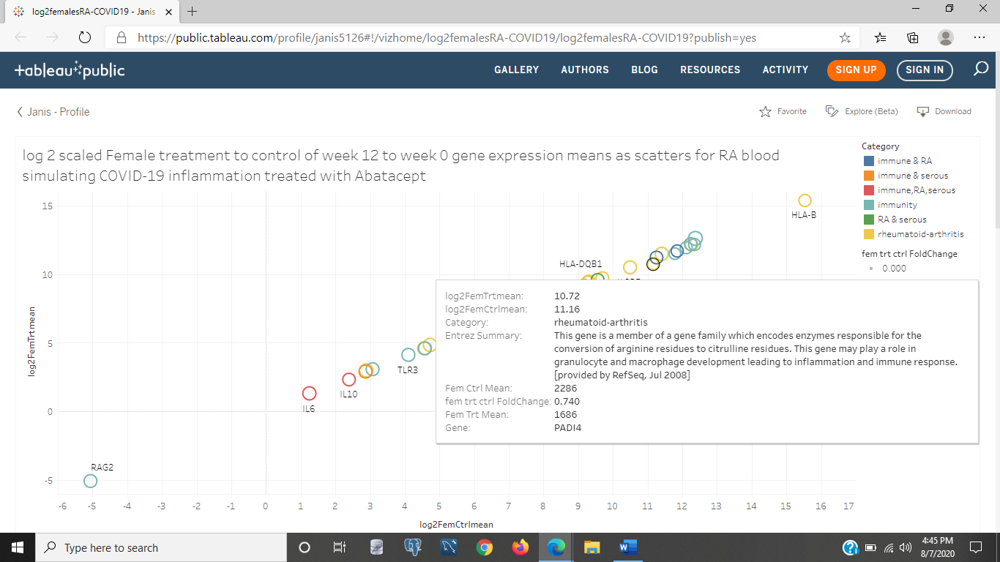 log2femalesRA-COVID19 - Janis
https://public.tableau.com/profile/janis5126#!/vizhome/log2femalesRA-COVID19/log2femalesRA-COVID19?publish=yes
+ableau+public
GALLERY AUTHORS BLOG RESOURCES ACTIVITY SIGN UP SIGN IN
Janis - Profile
Favorite Explore (Beta) Download
log 2 scaled Female treatment to control of week 12 to week 0 gene expression means as scatters for RA blood
simulating COVID-19 inflammation treated with Abatacept
Category
immune & RA
immune & serous
immune,RA,serous
immunity
RA & serous
rheumatoid-arthritis
fem trt ctrl FoldChange
0.000
15
10
5
0
-5
log2FemTrtmean
HLA-B
HLA-DQB1
TLR3
IL10
IL6
RAG2
log2FemTrtmean: 10.72
log2FemCtrlmean: 11.16
Category: rheumatoid-arthritis
Entrez Summary: This gene is a member of a gene family which encodes enzymes responsible for the
conversion of arginine residues to citrulline residues. This gene may play a role in
granulocyte and macrophage development leading to inflammation and immune response.
[provided by RefSeq, Jul 2008]
Fem Ctrl Mean: 2286
fem trt ctrl FoldChange: 0.740
Fem Trt Mean: 1686
Gene: PADI4
-6 -5 -4 -3 -2 -1 0 1 2 3 4 5 6 7 8 9 10 11 12 13 14 15 16 17
log2FemCtrlmean
Type here to search
4:45 PM
8/7/2020